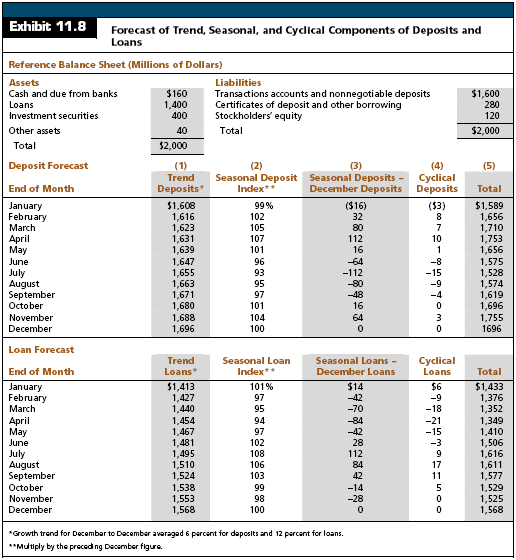 Exhibit 11.8 Forecast of Trend, Seasonal, and Cyclical Components of Deposits and
Loans
Reference Balance Sheet (Millions of Dollars)
Assets Liabilities
Cash and due from banks $160 Transactions accounts and nonnegotiable deposits $1,600
Loans 1,400 Certificates of deposit and other borrowing 280
Investment securities 400 Stockholders' equity 120
Other assets 40 Total $2,000
Total $2,000
Deposit Forecast (1) (2) (3) (4) (5)
Trend Seasonal Deposit Seasonal Deposits – Cyclical
End of Month Deposits* Index** December Deposits Deposits Total
January $1,608 99% ($16) ($3) $1,589
February 1,616 102 32 8 1,656
March 1,623 105 80 7 1,710
April 1,631 107 112 10 1,753
May 1,639 101 16 1 1,656
June 1,647 96 –64 –8 1,575
July 1,655 93 –112 –15 1,528
August 1,663 95 –80 –9 1,574
September 1,671 97 –48 –4 1,619
October 1,680 101 16 0 1,696
November 1,688 104 64 3 1,755
December 1,696 100 0 0 1696
Loan Forecast
Trend Seasonal Loan Seasonal Loans – Cyclical
End of Month Loans* Index** December Loans Loans Total
January $1,413 101% $14 $6 $1,433
February 1,427 97 –42 –9 1,376
March 1,440 95 –70 –18 1,352
April 1,454 94 –84 –21 1,349
May 1,467 97 –42 –15 1,410
June 1,481 102 28 –3 1,506
July 1,495 108 112 9 1,616
August 1,510 106 84 17 1,611
September 1,524 103 42 11 1,577
October 1,538 99 –14 5 1,529
November 1,553 98 –28 0 1,525
December 1,568 100 0 0 1,568
*Growth trend for December to December averaged 6 percent for deposits and 12 percent for loans.
**Multiply by the preceding December figure.